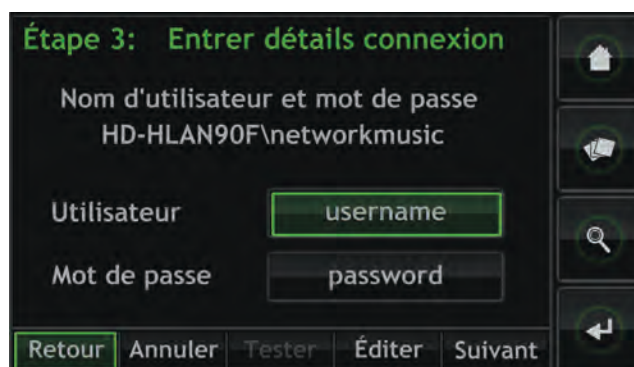 Étape 3: Entrer détails connexion
Nom d'utilisateur et mot de passe
HD-HLAN90F\networkmusic
Utilisateur username
Mot de passe password
Retour Annuler Tester Éditer Suivant